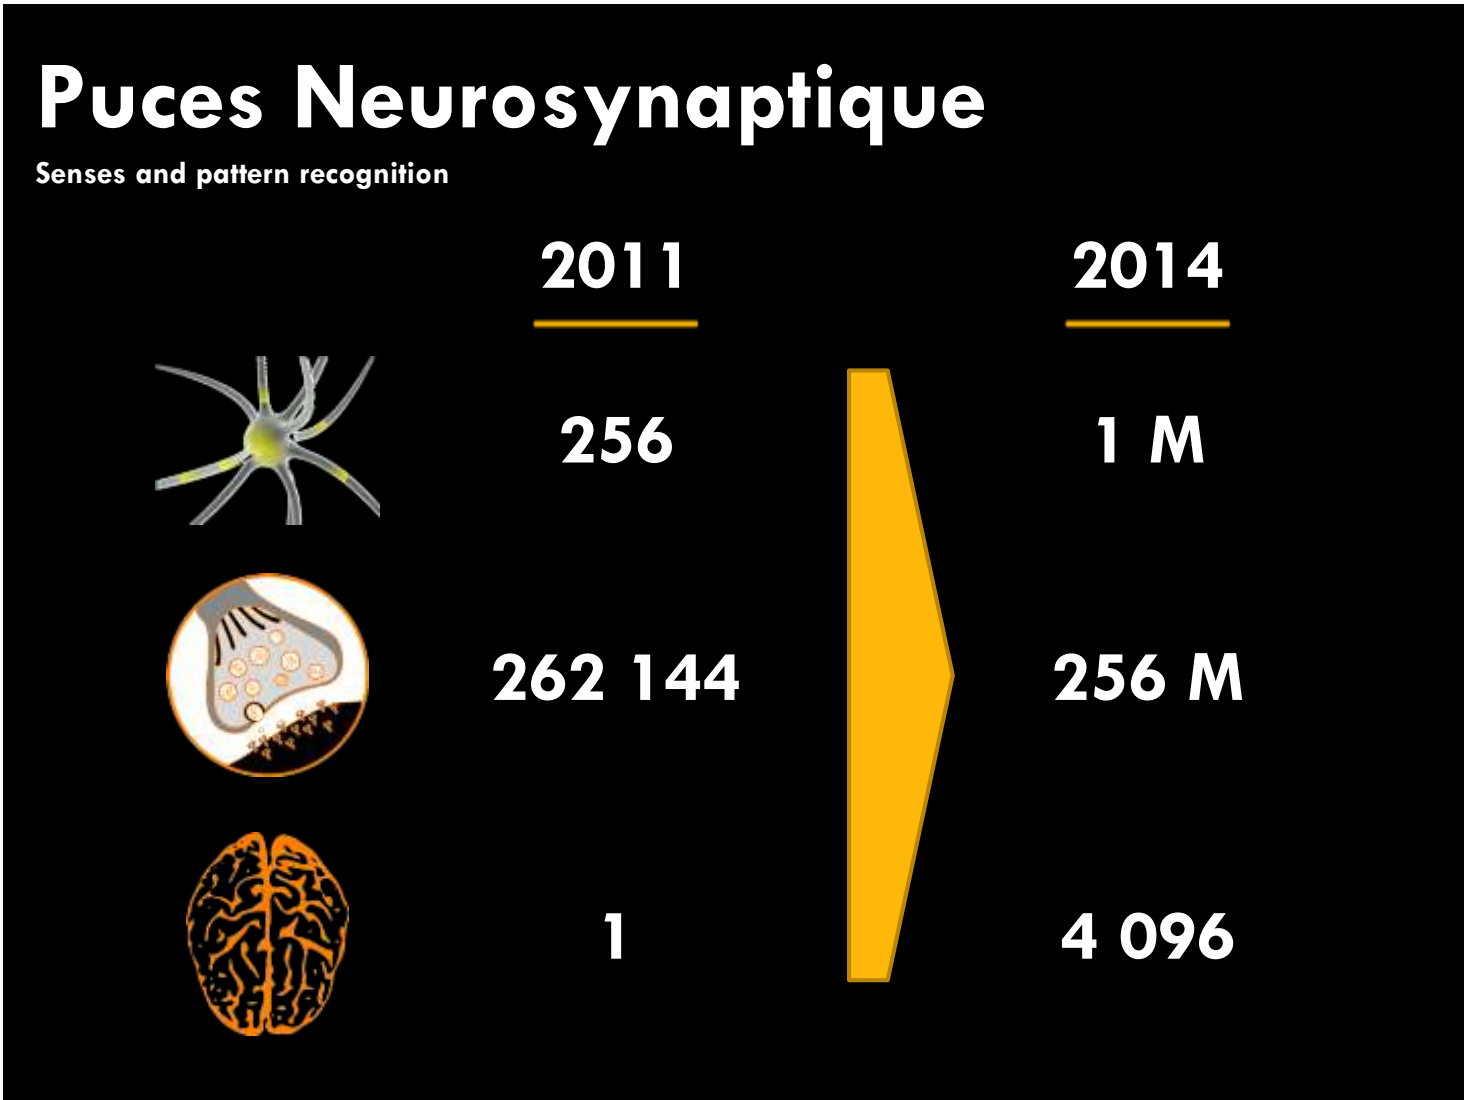 Puces Neurosynaptique
Senses and pattern recognition
2011 2014
256 1 M
262 144 256 M
1 4 096